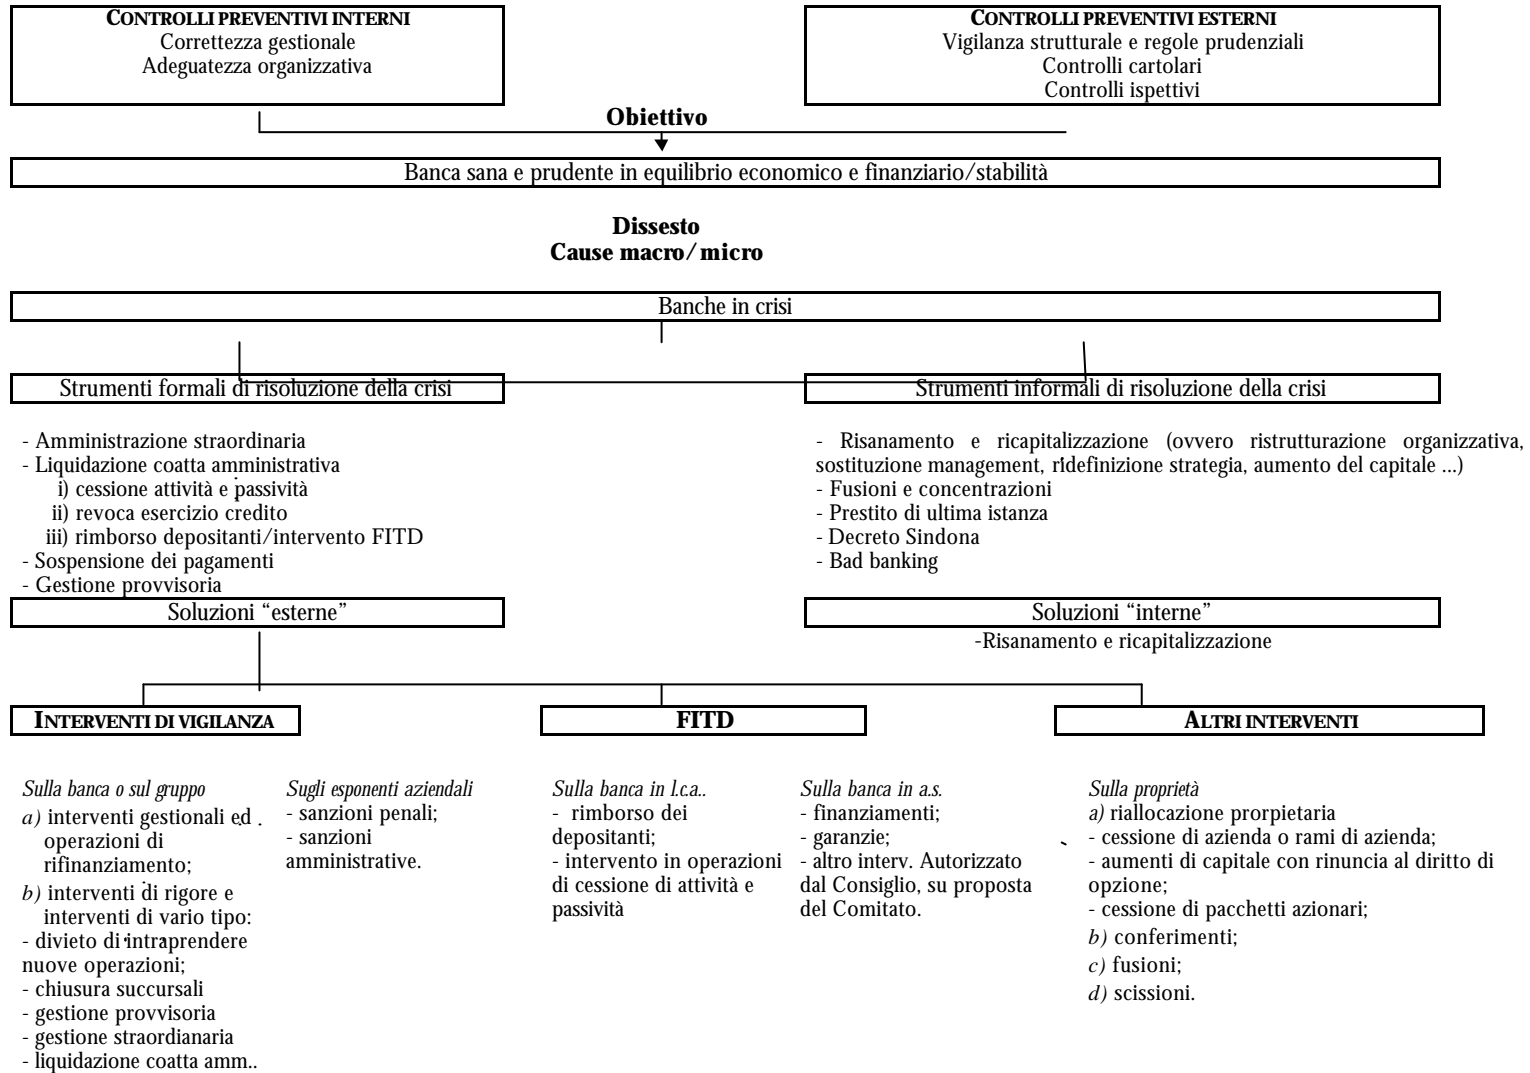 CONTROLLI PREVENTIVI INTERNI
Correttezza gestionale
Adeguatezza organizzativa
CONTROLLI PREVENTIVI ESTERNI
Vigilanza strutturale e regole prudenziali
Controlli cartolari
Controlli ispettivi
Obiettivo
Banca sana e prudente in equilibrio economico e finanziario/stabilità
Dissesto
Cause macro/micro
Banche in crisi
Strumenti formali di risoluzione della crisi
- Amministrazione straordinaria
- Liquidazione coatta amministrativa
i) cessione attività e passività
ii) revoca esercizio credito
iii) rimborso depositanti/intervento FITD
- Sospensione dei pagamenti
- Gestione provvisoria
Strumenti informali di risoluzione della crisi
- Risanamento e ricapitalizzazione (ovvero ristrutturazione organizzativa,
sostituzione management, ridefinizione strategia, aumento del capitale ...)
- Fusioni e concentrazioni
- Prestito di ultima istanza
- Decreto Sindona
- Bad banking
Soluzioni “esterne”
Soluzioni “interne”
-Risanamento e ricapitalizzazione
INTERVENTI DI VIGILANZA
FITD
ALTRI INTERVENTI
Sulla banca o sul gruppo
a) interventi gestionali ed
operazioni di
rifinanziamento;
b) interventi di rigore e
interventi di vario tipo:
- divieto di intraprendere
nuove operazioni;
- chiusura succursali
- gestione provvisoria
- gestione straordianaria
- liquidazione coatta amm..
Sugli esponenti aziendali
- sanzioni penali;
- sanzioni
amministrative.
Sulla banca in l.c.a..
- rimborso dei
depositanti;
- intervento in operazioni
di cessione di attività e
passività
Sulla banca in a.s.
- finanziamenti;
- garanzie;
- altro interv. Autorizzato
dal Consiglio, su proposta
del Comitato.
Sulla proprietà
a) riallocazione prorpietaria
- cessione di azienda o rami di azienda;
- aumenti di capitale con rinuncia al diritto di
opzione;
- cessione di pacchetti azionari;
b) conferimenti;
c) fusioni;
d) scissioni.